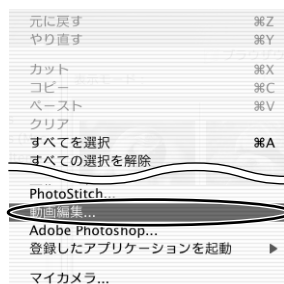 元に戻す ⌘Z
やり直す ⌘Y
カット ⌘X
コピー ⌘C
ペースト ⌘V
クリア
すべてを選択 ⌘A
すべての選択を解除
PhotoStitch...
動画編集...
Adobe Photoshop...
登録したアプリケーションを起動 ▶
マイカメラ...